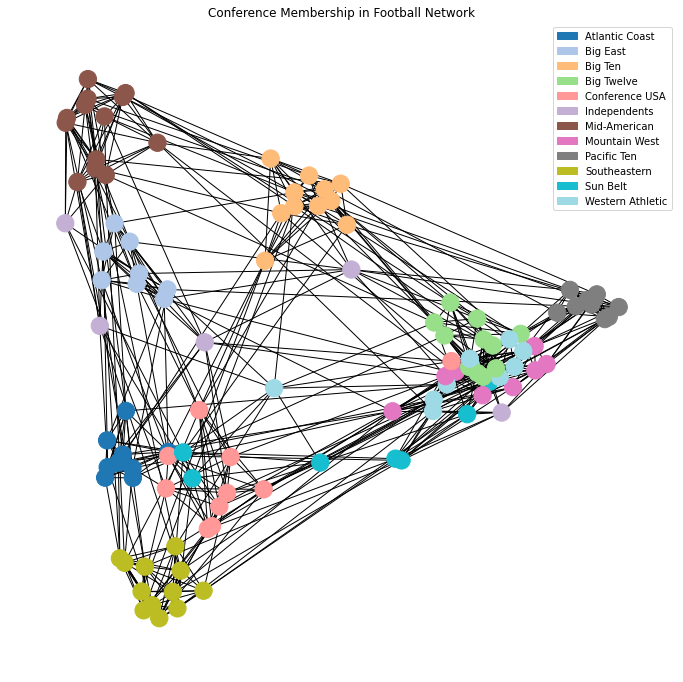 Conference Membership in Football Network
Atlantic Coast
Big East
Big Ten
Big Twelve
Conference USA
Independents
Mid-American
Mountain West
Pacific Ten
Southeastern
Sun Belt
Western Athletic